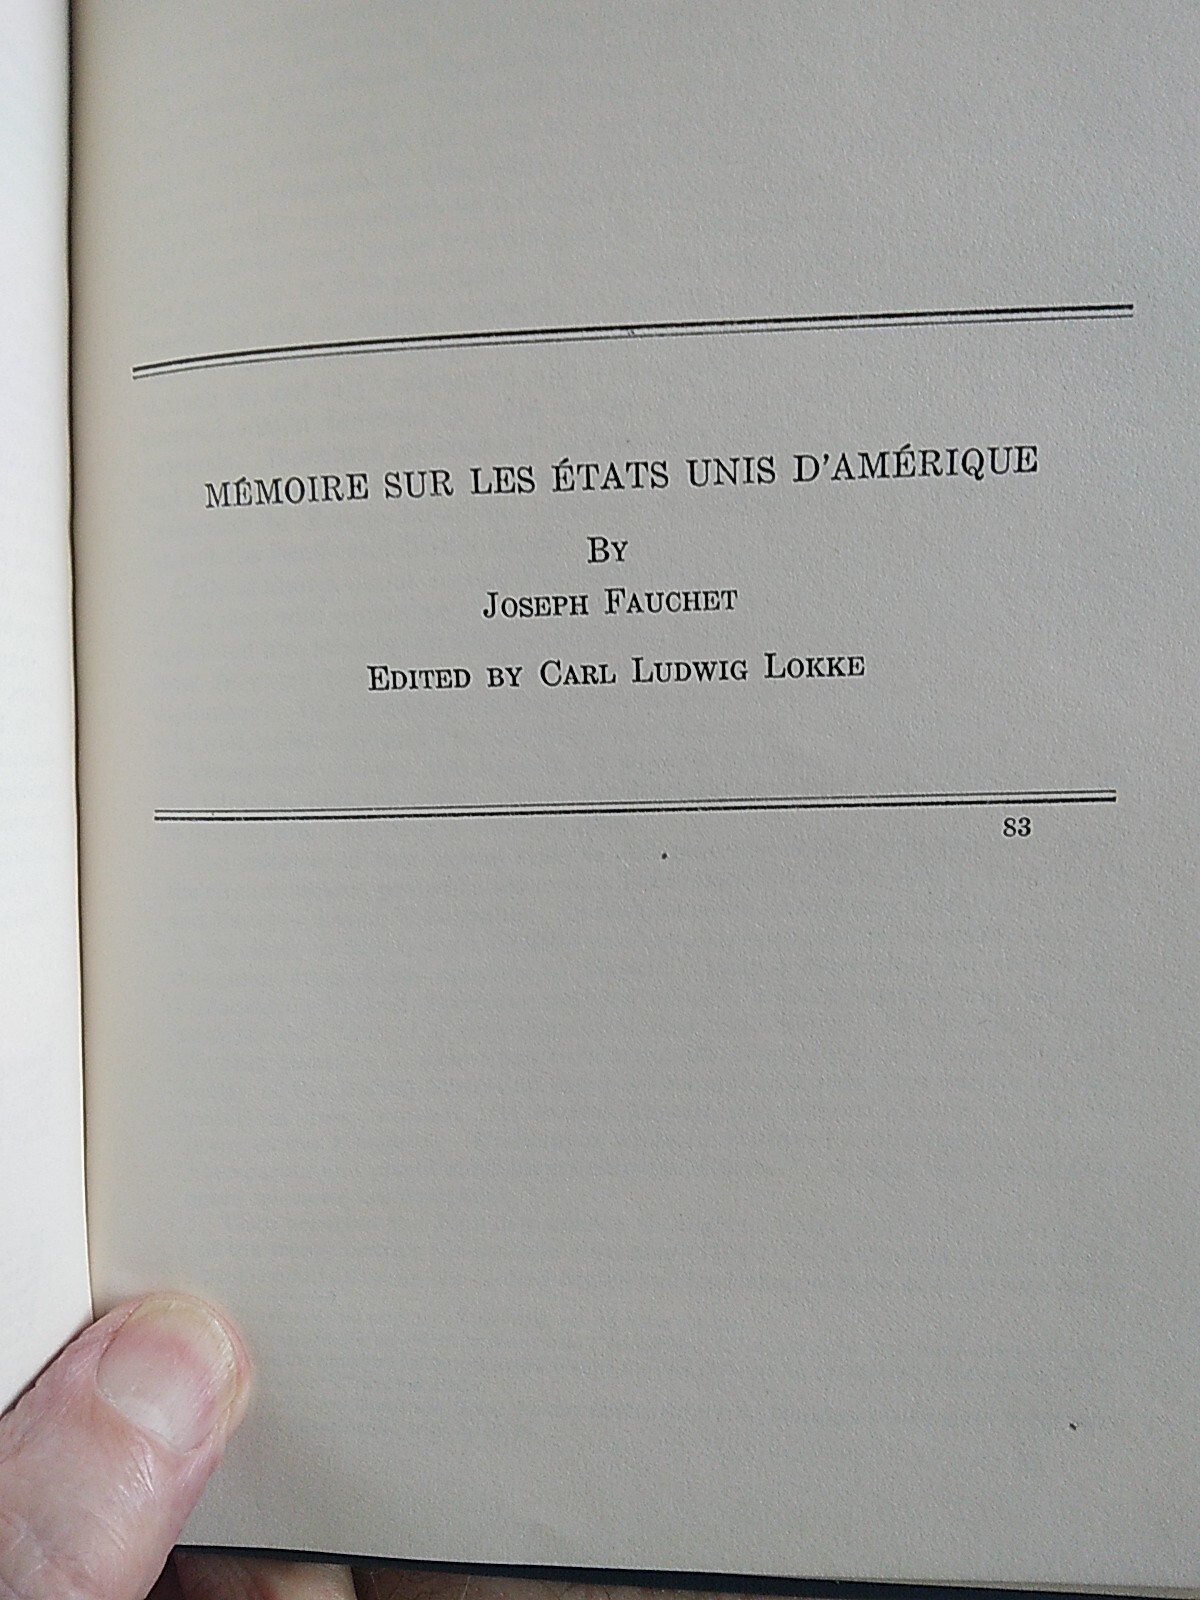 MÉMOIRE SUR LES ÉTATS UNIS D'AMÉRIQUE
BY
JOSEPH FAUCHET
EDITED BY CARL LUDWIG LOKKE
83